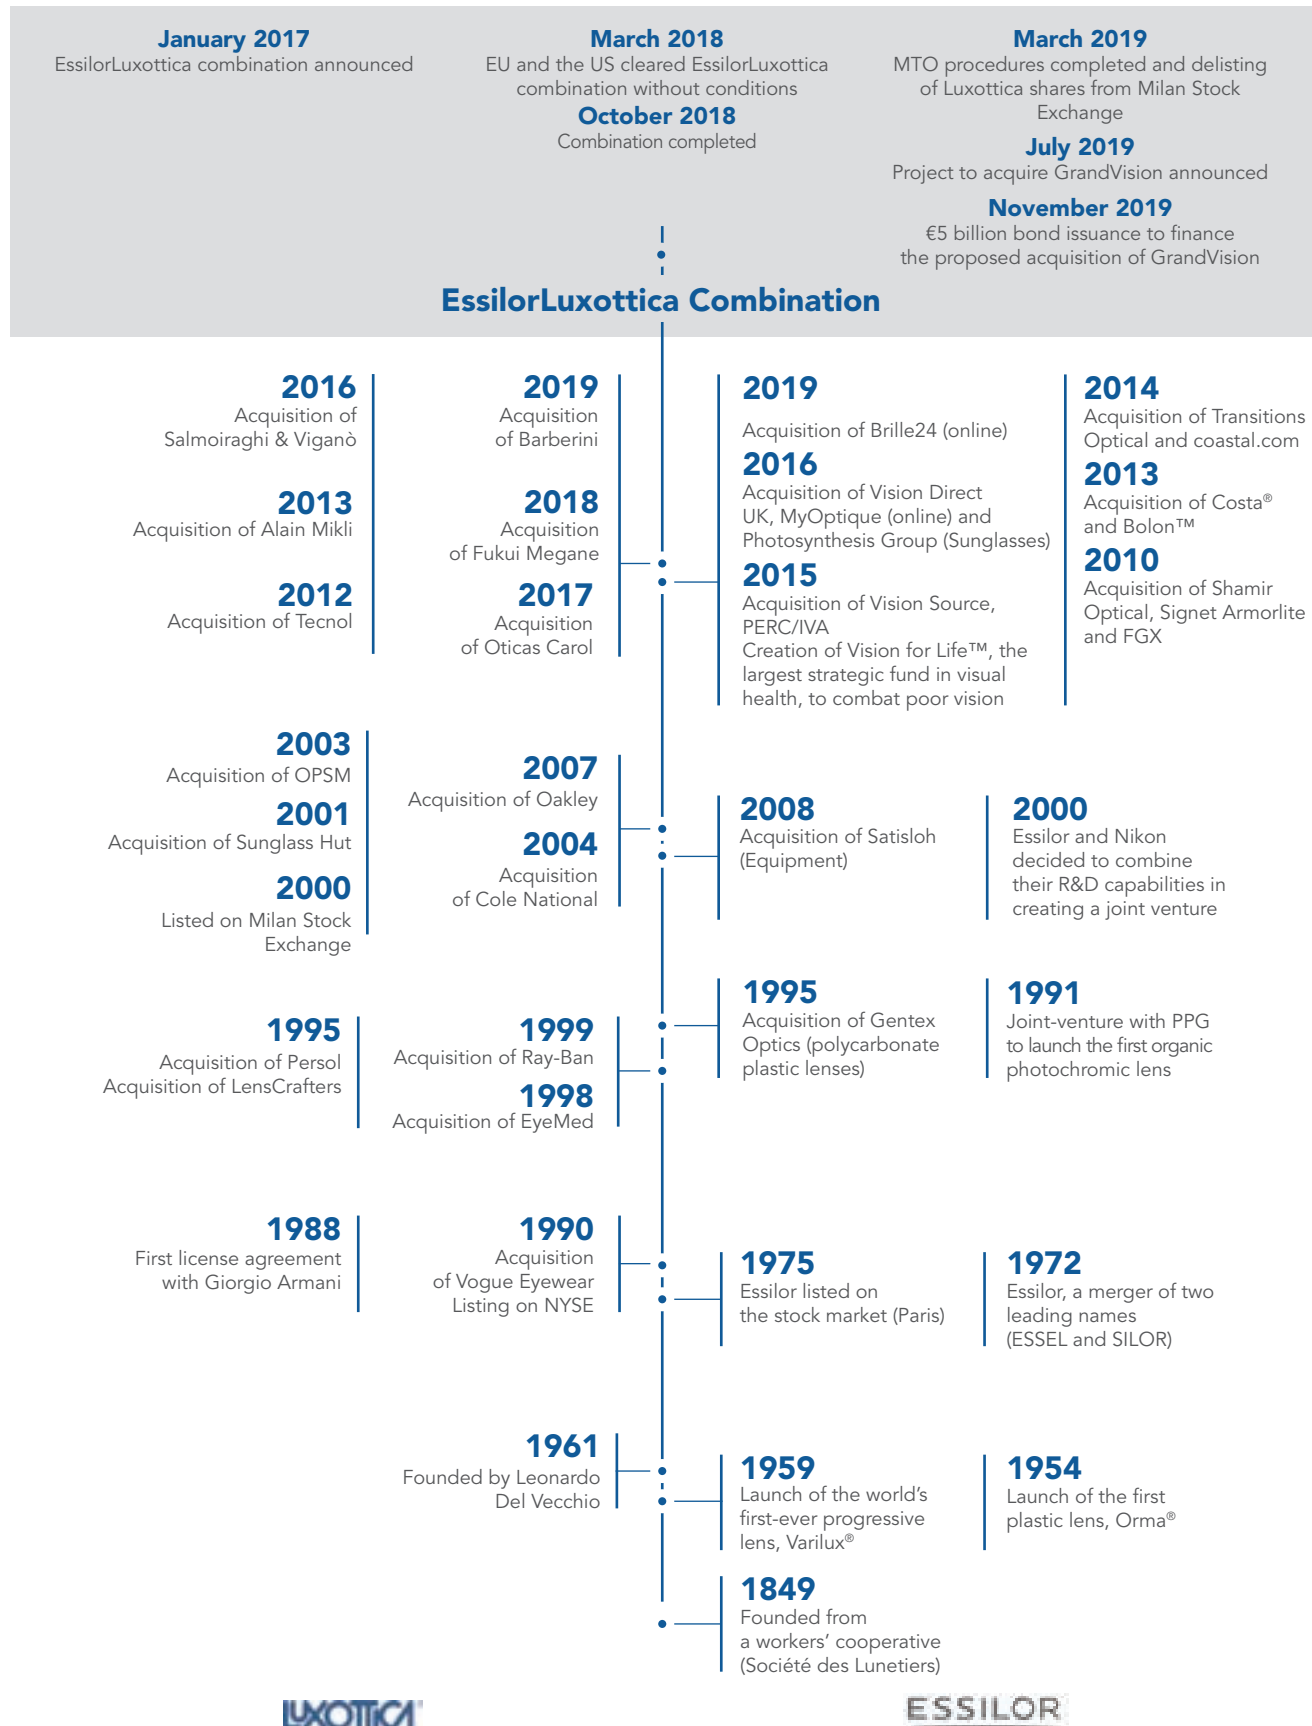 January 2017
EssilorLuxottica combination announced
March 2018
EU and the US cleared EssilorLuxottica
combination without conditions
October 2018
Combination completed
March 2019
MTO procedures completed and delisting
of Luxottica shares from Milan Stock
Exchange
July 2019
Project to acquire GrandVision announced
November 2019
€5 billion bond issuance to finance
the proposed acquisition of GrandVision
EssilorLuxottica Combination
2016
Acquisition of
Salmoiraghi & Viganò
2013
Acquisition of Alain Mikli
2012
Acquisition of Tecnol
2019
Acquisition
of Barberini
2018
Acquisition
of Fukui Megane
2017
Acquisition
of Oticas Carol
2019
Acquisition of Brille24 (online)
2016
Acquisition of Vision Direct
UK, MyOptique (online) and
Photosynthesis Group (Sunglasses)
2015
Acquisition of Vision Source,
PERC/IVA
Creation of Vision for Life™, the
largest strategic fund in visual
health, to combat poor vision
2014
Acquisition of Transitions
Optical and coastal.com
2013
Acquisition of Costa®
and Bolon™
2010
Acquisition of Shamir
Optical, Signet Armorlite
and FGX
2003
Acquisition of OPSM
2001
Acquisition of Sunglass Hut
2000
Listed on Milan Stock
Exchange
2007
Acquisition of Oakley
2004
Acquisition
of Cole National
2008
Acquisition of Satisloh
(Equipment)
2000
Essilor and Nikon
decided to combine
their R&D capabilities in
creating a joint venture
1995
Acquisition of Persol
Acquisition of LensCrafters
1999
Acquisition of Ray-Ban
1998
Acquisition of EyeMed
1995
Acquisition of Gentex
Optics (polycarbonate
plastic lenses)
1991
Joint-venture with PPG
to launch the first organic
photochromic lens
1988
First license agreement
with Giorgio Armani
1990
Acquisition
of Vogue Eyewear
Listing on NYSE
1975
Essilor listed on
the stock market (Paris)
1972
Essilor, a merger of two
leading names
(ESSEL and SILOR)
1961
Founded by Leonardo
Del Vecchio
1959
Launch of the world's
first-ever progressive
lens, Varilux®
1954
Launch of the first
plastic lens, Orma®
1849
Founded from
a workers' cooperative
(Société des Lunetiers)
LUXOTTICA
ESSILOR